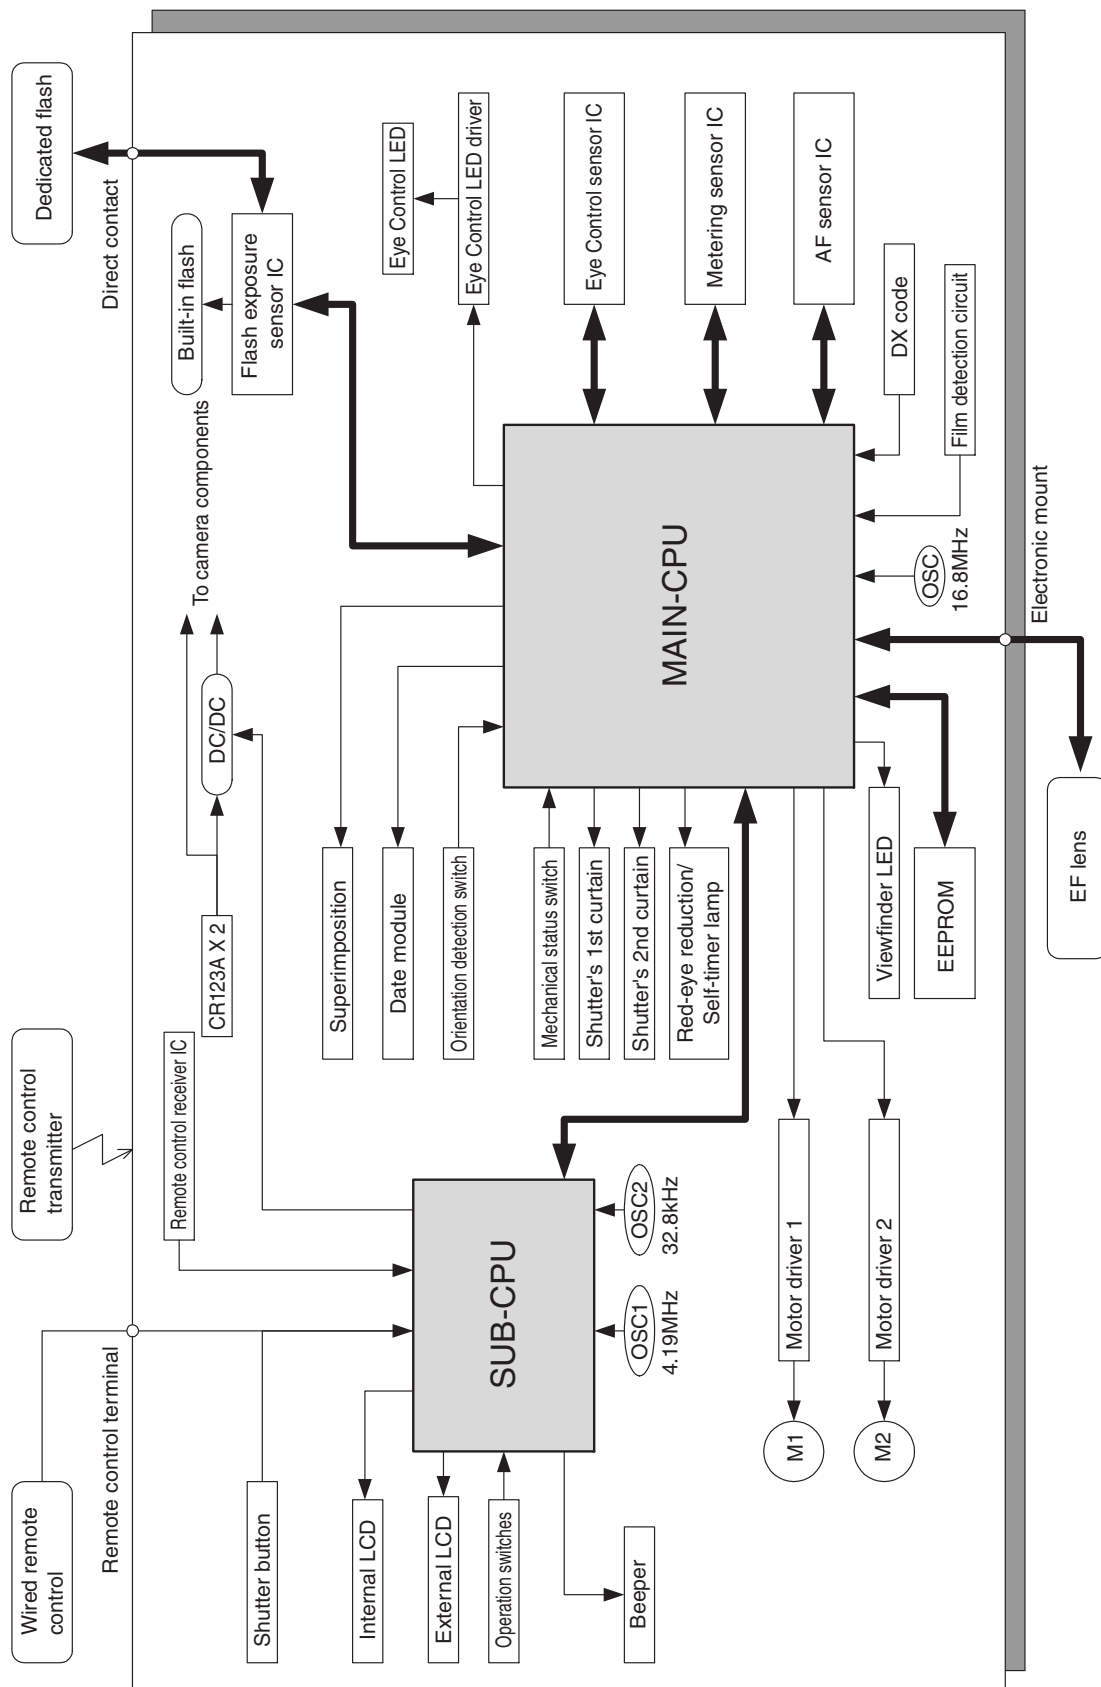 Wired remote
control
Remote control
transmitter
Dedicated flash
Remote control terminal
Direct contact
Shutter button
Remote control receiver IC
CR123A X 2
DC/DC
To camera components
Built-in flash
Flash exposure
sensor IC
Internal LCD
External LCD
Operation switches
Beeper
SUB-CPU
OSC1
4.19MHz
OSC2
32.8kHz
Superimposition
Date module
Orientation detection switch
Mechanical status switch
Shutter's 1st curtain
Shutter's 2nd curtain
Red-eye reduction/
Self-timer lamp
Eye Control LED
Eye Control LED driver
Eye Control sensor IC
Metering sensor IC
AF sensor IC
MAIN-CPU
DX code
Film detection circuit
OSC
16.8MHz
M1
Motor driver 1
M2
Motor driver 2
Viewfinder LED
EEPROM
Electronic mount
EF lens